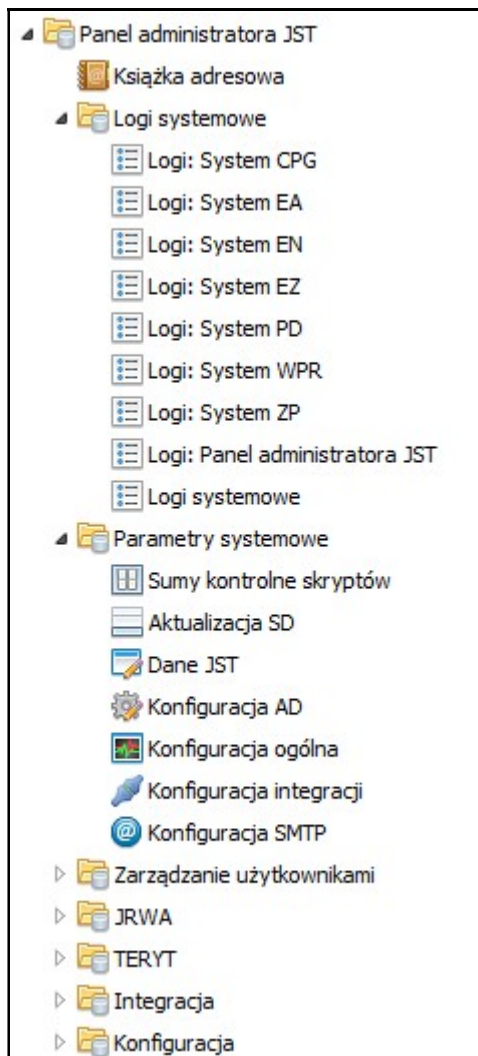 Panel administratora JST
Książka adresowa
Logi systemowe
Logi: System CPG
Logi: System EA
Logi: System EN
Logi: System EZ
Logi: System PD
Logi: System WPR
Logi: System ZP
Logi: Panel administratora JST
Logi systemowe
Parametry systemowe
Sumy kontrolne skryptów
Aktualizacja SD
Dane JST
Konfiguracja AD
Konfiguracja ogólna
Konfiguracja integracji
Konfiguracja SMTP
Zarządzanie użytkownikami
JRWA
TERYT
Integracja
Konfiguracja